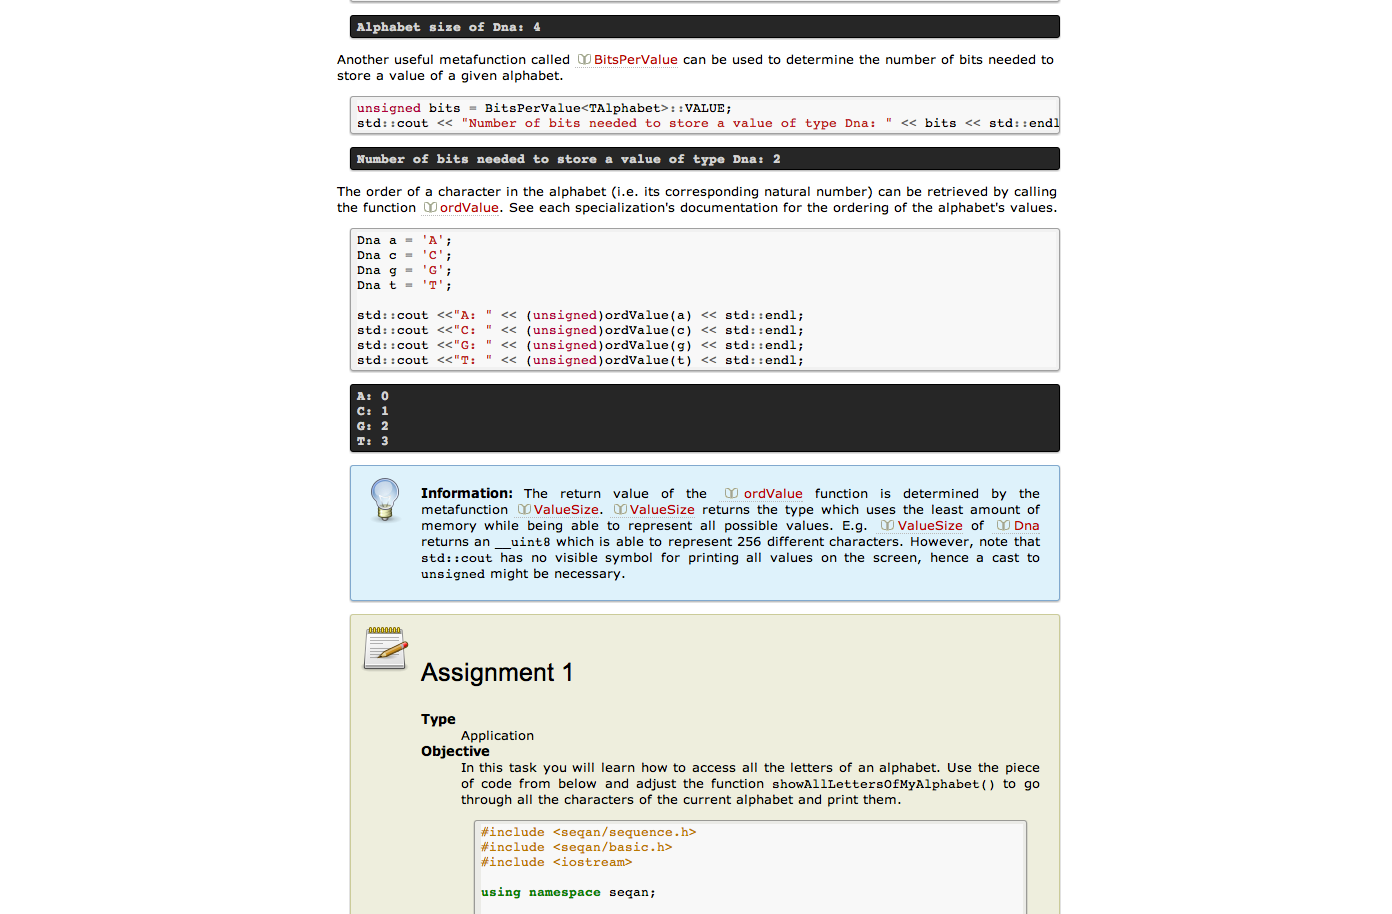 Alphabet size of Dna: 4
Another useful metafunction called BitsPerValue can be used to determine the number of bits needed to
store a value of a given alphabet.
unsigned bits = BitsPerValue<TAlphabet>::VALUE;
std::cout << "Number of bits needed to store a value of type Dna: " << bits << std::endl
Number of bits needed to store a value of type Dna: 2
The order of a character in the alphabet (i.e. its corresponding natural number) can be retrieved by calling
the function ordValue. See each specialization's documentation for the ordering of the alphabet's values.
Dna a = 'A';
Dna c = 'C';
Dna g = 'G';
Dna t = 'T';
std::cout <<"A: " << (unsigned)ordValue(a) << std::endl;
std::cout <<"C: " << (unsigned)ordValue(c) << std::endl;
std::cout <<"G: " << (unsigned)ordValue(g) << std::endl;
std::cout <<"T: " << (unsigned)ordValue(t) << std::endl;
A: 0
C: 1
G: 2
T: 3
Information: The return value of the ordValue function is determined by the
metafunction ValueSize. ValueSize returns the type which uses the least amount of
memory while being able to represent all possible values. E.g. ValueSize of Dna
returns an __uint8 which is able to represent 256 different characters. However, note that
std::cout has no visible symbol for printing all values on the screen, hence a cast to
unsigned might be necessary.
Assignment 1
Type
Application
Objective
In this task you will learn how to access all the letters of an alphabet. Use the piece
of code from below and adjust the function showAllLettersOfMyAlphabet() to go
through all the characters of the current alphabet and print them.
#include <seqan/sequence.h>
#include <seqan/basic.h>
#include <iostream>
using namespace seqan;